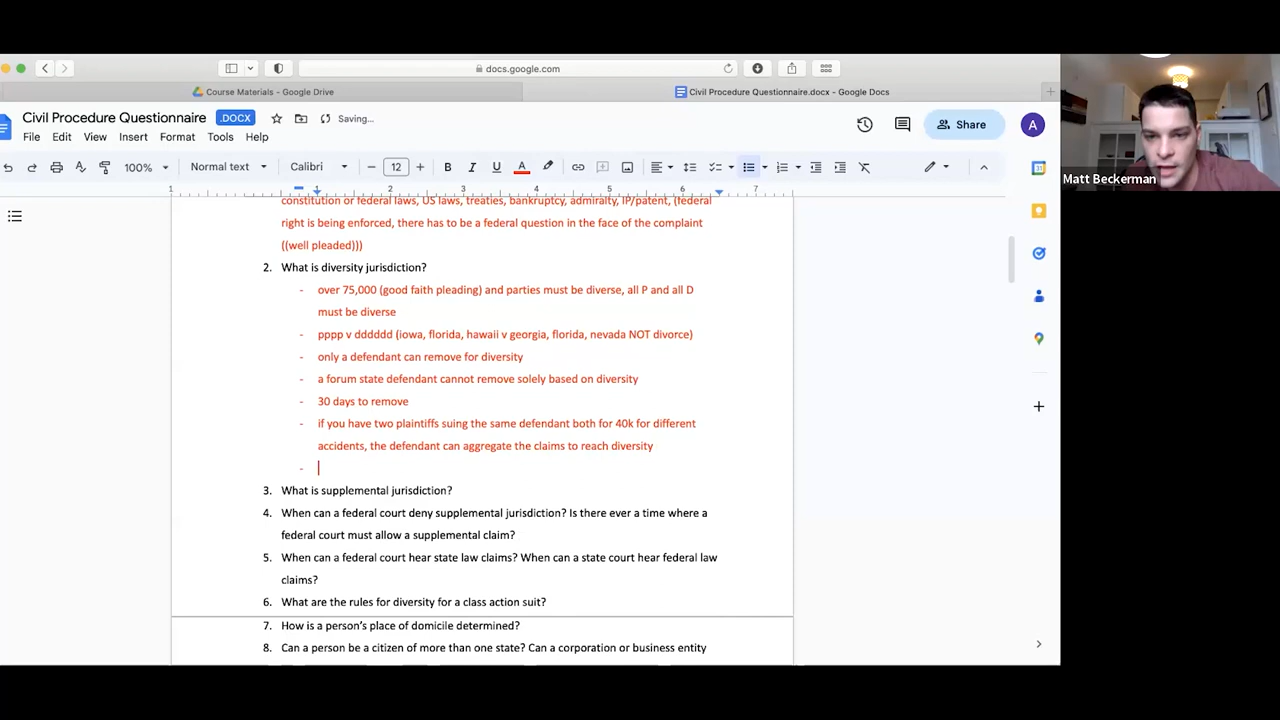 docs.google.com
Course Materials - Google Drive
Civil Procedure Questionnaire.docx - Google Docs
Civil Procedure Questionnaire
.DOCX
Saving...
File Edit View Insert Format Tools Help
Share
A
100%
Normal text
Calibri
12
B I U A
1 1 2 3 4 5 6 7
constitution or federal laws, US laws, treaties, bankruptcy, admiralty, IP/patent, (federal
right is being enforced, there has to be a federal question in the face of the complaint
((well pleaded)))
2. What is diversity jurisdiction?
- over 75,000 (good faith pleading) and parties must be diverse, all P and all D
must be diverse
- pppp v dddddd (iowa, florida, hawaii v georgia, florida, nevada NOT divorce)
- only a defendant can remove for diversity
- a forum state defendant cannot remove solely based on diversity
- 30 days to remove
- if you have two plaintiffs suing the same defendant both for 40k for different
accidents, the defendant can aggregate the claims to reach diversity
-
3. What is supplemental jurisdiction?
4. When can a federal court deny supplemental jurisdiction? Is there ever a time where a
federal court must allow a supplemental claim?
5. When can a federal court hear state law claims? When can a state court hear federal law
claims?
6. What are the rules for diversity for a class action suit?
7. How is a person's place of domicile determined?
8. Can a person be a citizen of more than one state? Can a corporation or business entity
Matt Beckerman